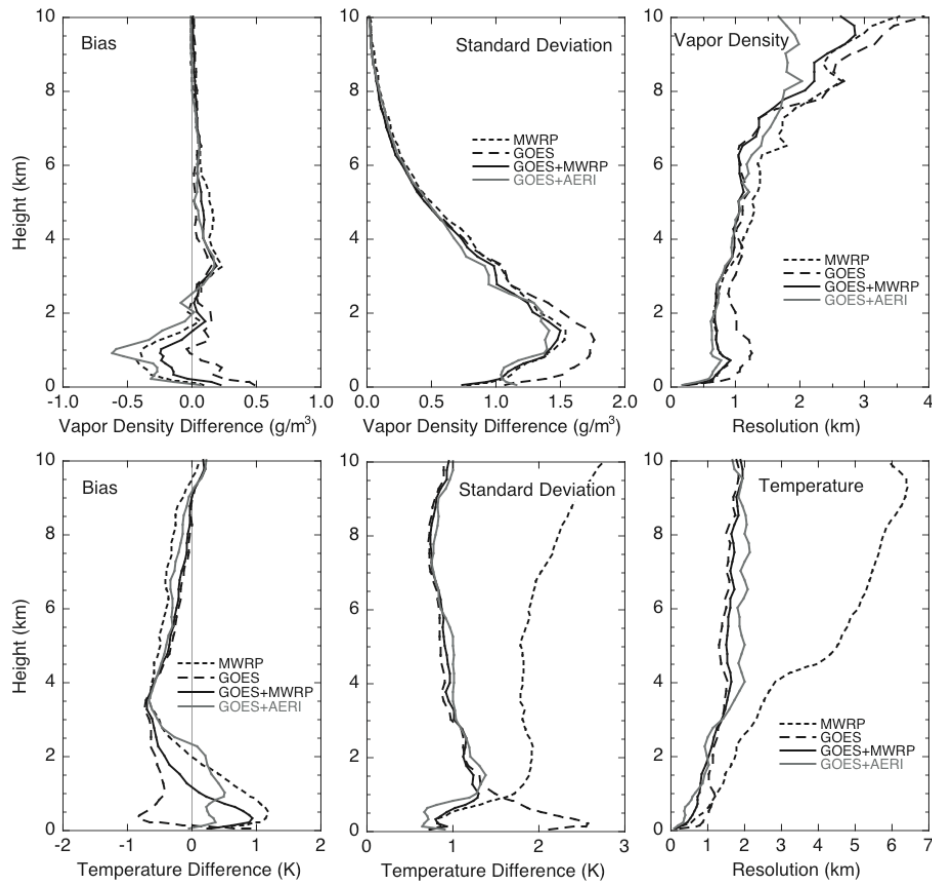 Bias
Height (km)
10
8
6
4
2
0
-1.0 -0.5 0.0 0.5 1.0
Vapor Density Difference (g/m³)
Standard Deviation
MWRP
GOES
GOES+MWRP
GOES+AERI
10
8
6
4
2
0
0.0 0.5 1.0 1.5 2.0
Vapor Density Difference (g/m³)
Vapor Density
MWRP
GOES
GOES+MWRP
GOES+AERI
10
8
6
4
2
0
0 1 2 3 4
Resolution (km)
Bias
Height (km)
MWRP
GOES
GOES+MWRP
GOES+AERI
10
8
6
4
2
0
-2 -1 0 1 2
Temperature Difference (K)
Standard Deviation
10
8
6
4
2
0
0 1 2 3
Temperature Difference (K)
Temperature
MWRP
GOES
GOES+MWRP
GOES+AERI
10
8
6
4
2
0
0 1 2 3 4 5 6 7
Resolution (km)